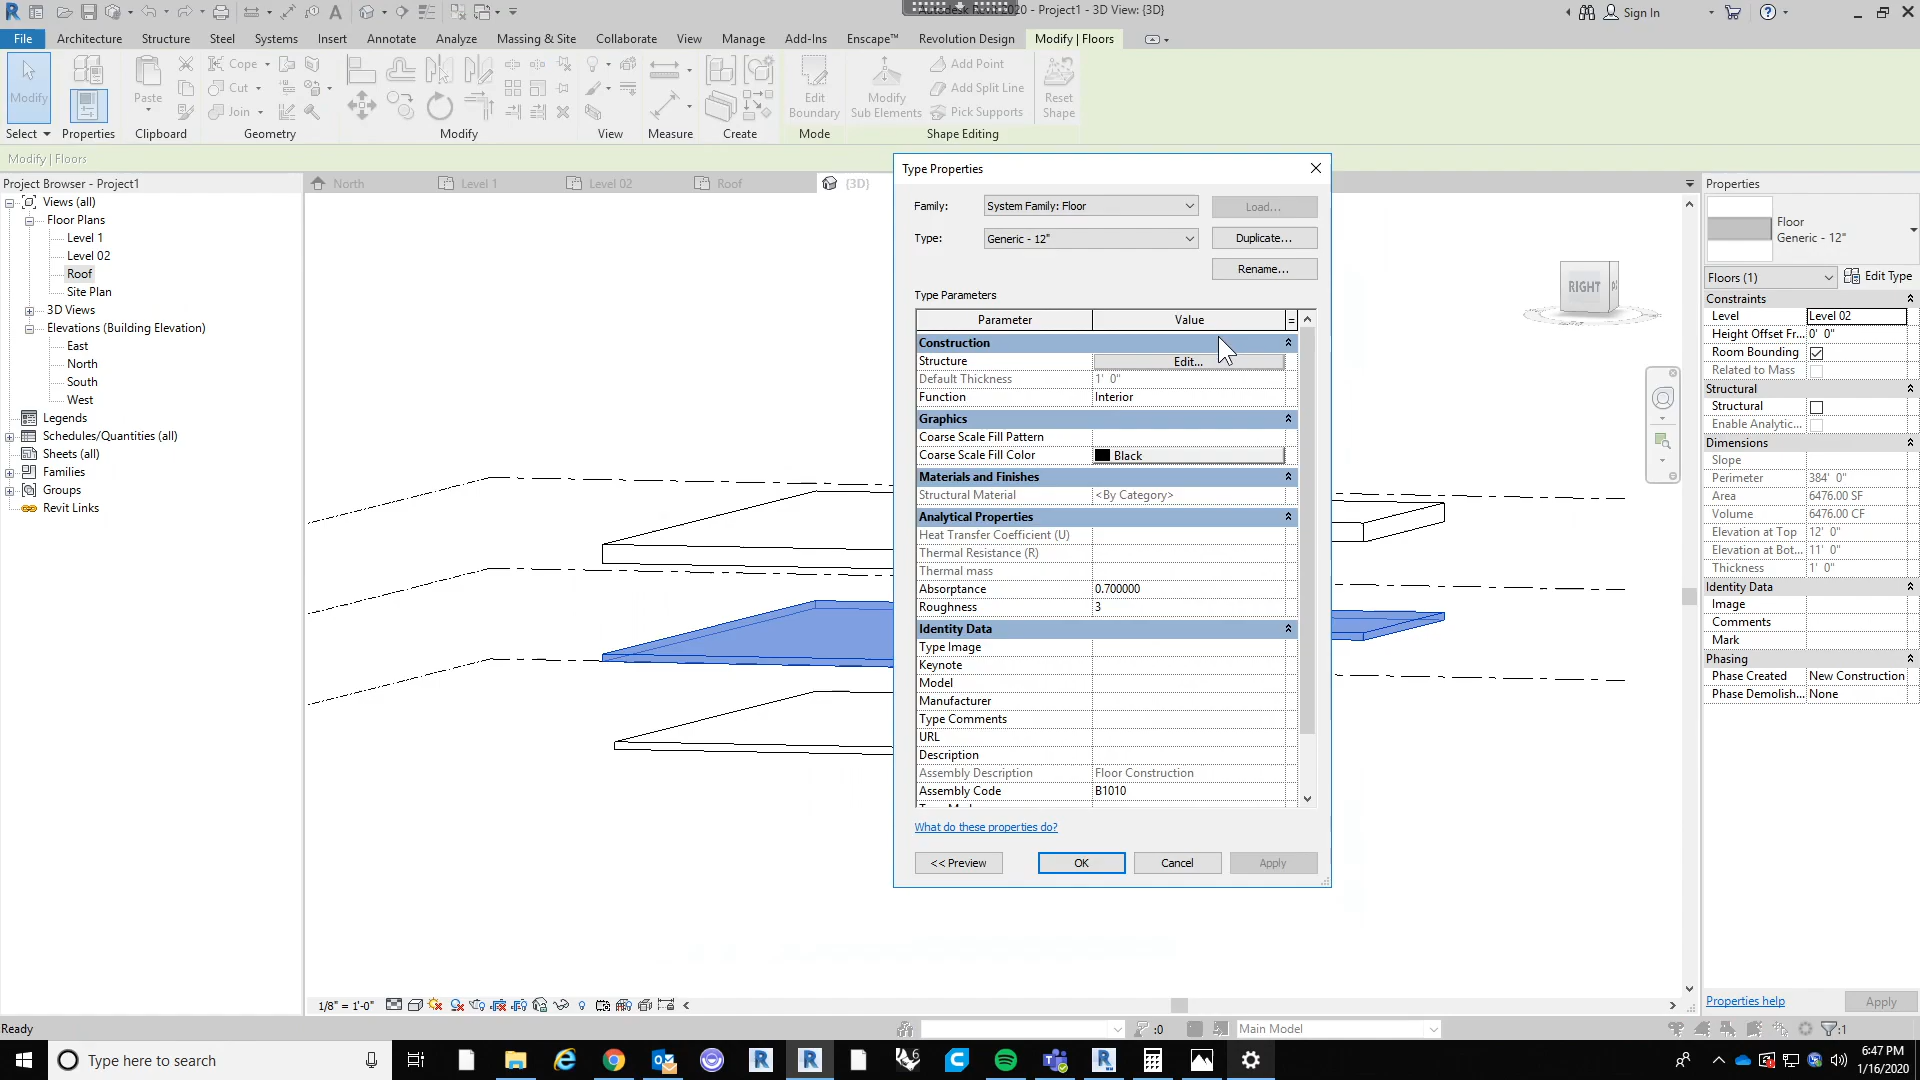 Autodesk Revit 2020 - Project1 - 3D View: {3D}
Sign In
File Architecture Structure Steel Systems Insert Annotate Analyze Massing & Site Collaborate View Manage Add-Ins Enscape™ Revolution Design Modify | Floors
Modify
Paste
Cope
Cut
Join
Edit
Boundary
Modify
Sub Elements
Add Point
Add Split Line
Pick Supports
Reset
Shape
Select Properties Clipboard Geometry Modify View Measure Create Mode Shape Editing
Modify | Floors
Project Browser - Project1
Views (all)
Floor Plans
Level 1
Level 02
Roof
Site Plan
3D Views
Elevations (Building Elevation)
East
North
South
West
Legends
Schedules/Quantities (all)
Sheets (all)
Families
Groups
Revit Links
North
Level 1
Level 02
Roof
{3D}
RIGHT
Type Properties
Family: System Family: Floor Load...
Type: Generic - 12" Duplicate...
Rename...
Type Parameters
Parameter Value =
Construction
Structure Edit...
Default Thickness 1' 0"
Function Interior
Graphics
Coarse Scale Fill Pattern
Coarse Scale Fill Color Black
Materials and Finishes
Structural Material <By Category>
Analytical Properties
Heat Transfer Coefficient (U)
Thermal Resistance (R)
Thermal mass
Absorptance 0.700000
Roughness 3
Identity Data
Type Image
Keynote
Model
Manufacturer
Type Comments
URL
Description
Assembly Description Floor Construction
Assembly Code B1010
What do these properties do?
<< Preview OK Cancel Apply
Properties
Floor
Generic - 12"
Floors (1) Edit Type
Constraints
Level Level 02
Height Offset Fr... 0' 0"
Room Bounding
Related to Mass
Structural
Structural
Enable Analytic...
Dimensions
Slope
Perimeter 384' 0"
Area 6476.00 SF
Volume 6476.00 CF
Elevation at Top 12' 0"
Elevation at Bot... 11' 0"
Thickness 1' 0"
Identity Data
Image
Comments
Mark
Phasing
Phase Created New Construction
Phase Demolish... None
Properties help Apply
1/8" = 1'-0"
Ready
:0
Main Model
:1
Type here to search
6:47 PM
1/16/2020